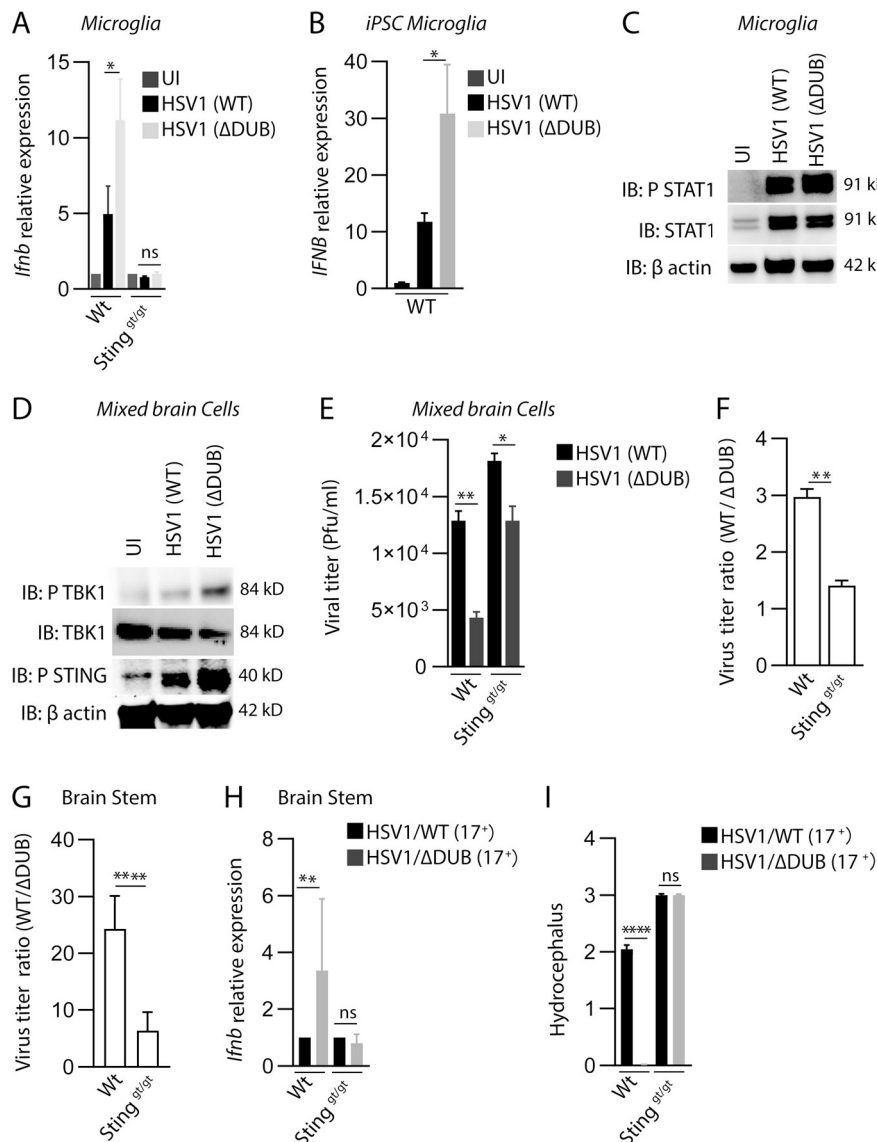 A Microglia
UI
HSV1 (WT)
HSV1 (ΔDUB)
Ifnb relative expression
15
10
5
0
*
ns
Wt
Sting gt/gt
B iPSC Microglia
UI
HSV1 (WT)
HSV1 (ΔDUB)
IFNB relative expression
40
30
20
10
0
*
WT
C Microglia
UI
HSV1 (WT)
HSV1 (ΔDUB)
IB: P STAT1 91 k
IB: STAT1 91 k
IB: β actin 42 k
D Mixed brain Cells
UI
HSV1 (WT)
HSV1 (ΔDUB)
IB: P TBK1 84 kD
IB: TBK1 84 kD
IB: P STING 40 kD
IB: β actin 42 kD
E Mixed brain Cells
HSV1 (WT)
HSV1 (ΔDUB)
Viral titer (Pfu/ml)
2×10⁴
1.5×10⁴
1×10⁴
5×10³
0
**
*
Wt
Sting gt/gt
F
Virus titer ratio (WT/ΔDUB)
4
3
2
1
0
**
Wt
Sting gt/gt
G Brain Stem
Virus titer ratio (WT/ΔDUB)
40
30
20
10
0
****
Wt
Sting gt/gt
H Brain Stem
HSV1/WT (17⁺)
HSV1/ΔDUB (17⁺)
Ifnb relative expression
8
6
4
2
0
**
ns
Wt
Sting gt/gt
I
HSV1/WT (17⁺)
HSV1/ΔDUB (17⁺)
Hydrocephalus
4
3
2
1
0
****
ns
Wt
Sting gt/gt